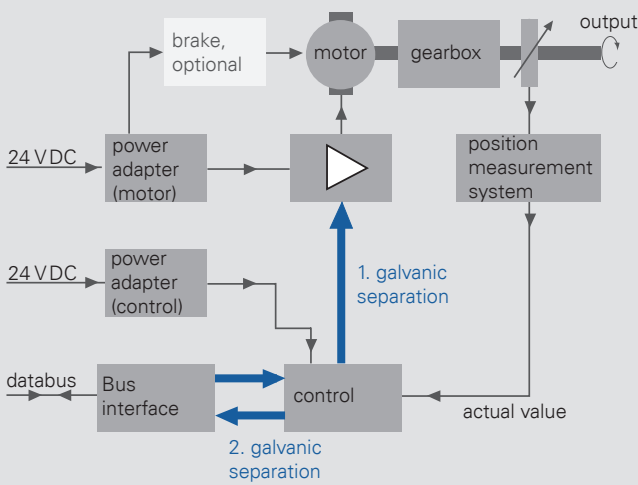 output
brake,
optional
motor
gearbox
24 VDC
power
adapter
(motor)
position
measurement
system
24 VDC
power
adapter
(control)
1. galvanic
separation
databus
Bus
interface
control
actual value
2. galvanic
separation